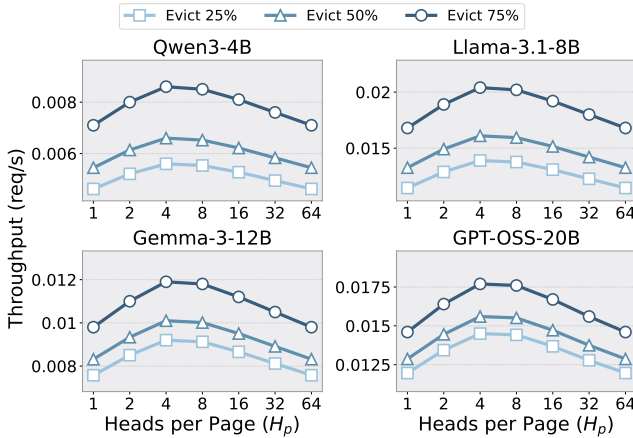 Evict 25% Evict 50% Evict 75%
Throughput (req/s)
Qwen3-4B
0.008
0.006
1 2 4 8 16 32 64
Llama-3.1-8B
0.02
0.015
1 2 4 8 16 32 64
Gemma-3-12B
0.012
0.01
0.008
1 2 4 8 16 32 64
Heads per Page (Hp)
GPT-OSS-20B
0.0175
0.015
0.0125
1 2 4 8 16 32 64
Heads per Page (Hp)